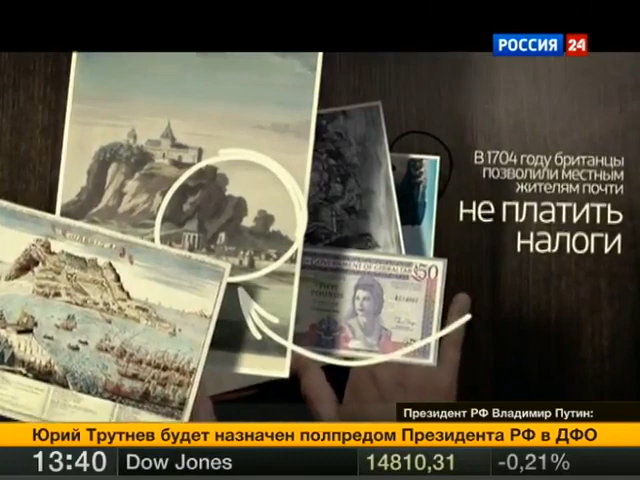 РОССИЯ 24
В 1704 году британцы
позволили местным
жителям почти
не платить
налоги
GOVERNMENT OF GIBRALTAR
£50
FIFTY
Президент РФ Владимир Путин:
Юрий Трутнев будет назначен полпредом Президента РФ в ДФО
13:40 Dow Jones 14810,31 -0,21%